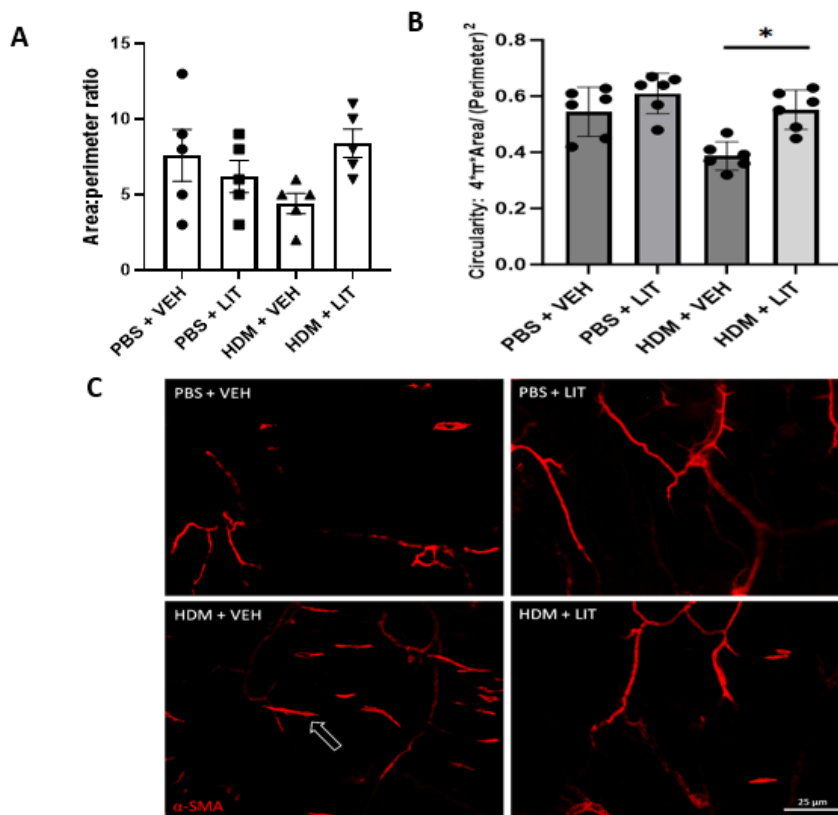 A
Area:perimeter ratio
15
10
5
0
PBS + VEH
PBS + LIT
HDM + VEH
HDM + LIT
B
Circularity: 4*π*Area/ (Perimeter) 2
*
0.8
0.6
0.4
0.2
0.0
PBS + VEH
PBS + LIT
HDM + VEH
HDM + LIT
C
PBS + VEH
PBS + LIT
HDM + VEH
HDM + LIT
α-SMA
25 µm